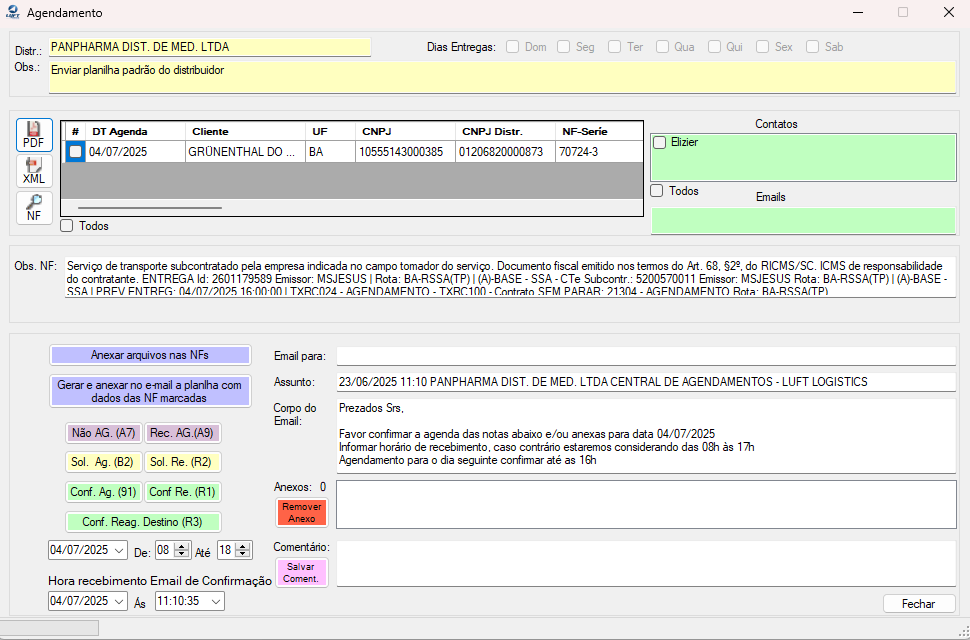 Agendamento
Distr.: PANPHARMA DIST. DE MED. LTDA
Dias Entregas: Dom Seg Ter Qua Qui Sex Sab
Obs.: Enviar planilha padrão do distribuidor
PDF
XML
NF
# DT Agenda Cliente UF CNPJ CNPJ Distr. NF-Serie
04/07/2025 GRÜNENTHAL DO ... BA 10555143000385 01206820000873 70724-3
Todos
Contatos
Elizier
Todos
Emails
Obs. NF: Serviço de transporte subcontratado pela empresa indicada no campo tomador do serviço. Documento fiscal emitido nos termos do Art. 68, §2º, do RICMS/SC. ICMS de responsabilidade
do contratante. ENTREGA Id: 2601179589 Emissor: MSJESUS | Rota: BA-RSSA(TP) | (A)-BASE - SSA - CTe Subcontr.: 5200570011 Emissor: MSJESUS Rota: BA-RSSA(TP) | (A)-BASE -
SSA | PREV ENTREG: 04/07/2025 16:00:00 | TXRC024 - AGENDAMENTO - TXRC100 - Contrato SEM PARAR: 21304 - AGENDAMENTO Rota: BA-RSSA(TP)
Anexar arquivos nas NFs
Gerar e anexar no e-mail a planlha com
dados das NF marcadas
Não AG. (A7) Rec. AG.(A9)
Sol. Ag. (B2) Sol. Re. (R2)
Conf. Ag. (91) Conf Re. (R1)
Conf. Reag. Destino (R3)
04/07/2025 De: 08 Até 18
Hora recebimento Email de Confirmação
04/07/2025 Ás 11:10:35
Email para:
Assunto: 23/06/2025 11:10 PANPHARMA DIST. DE MED. LTDA CENTRAL DE AGENDAMENTOS - LUFT LOGISTICS
Corpo do
Email:
Prezados Srs,
Favor confirmar a agenda das notas abaixo e/ou anexas para data 04/07/2025
Informar horário de recebimento, caso contrário estaremos considerando das 08h às 17h
Agendamento para o dia seguinte confirmar até as 16h
Anexos: 0
Remover
Anexo
Comentário:
Salvar
Coment.
Fechar